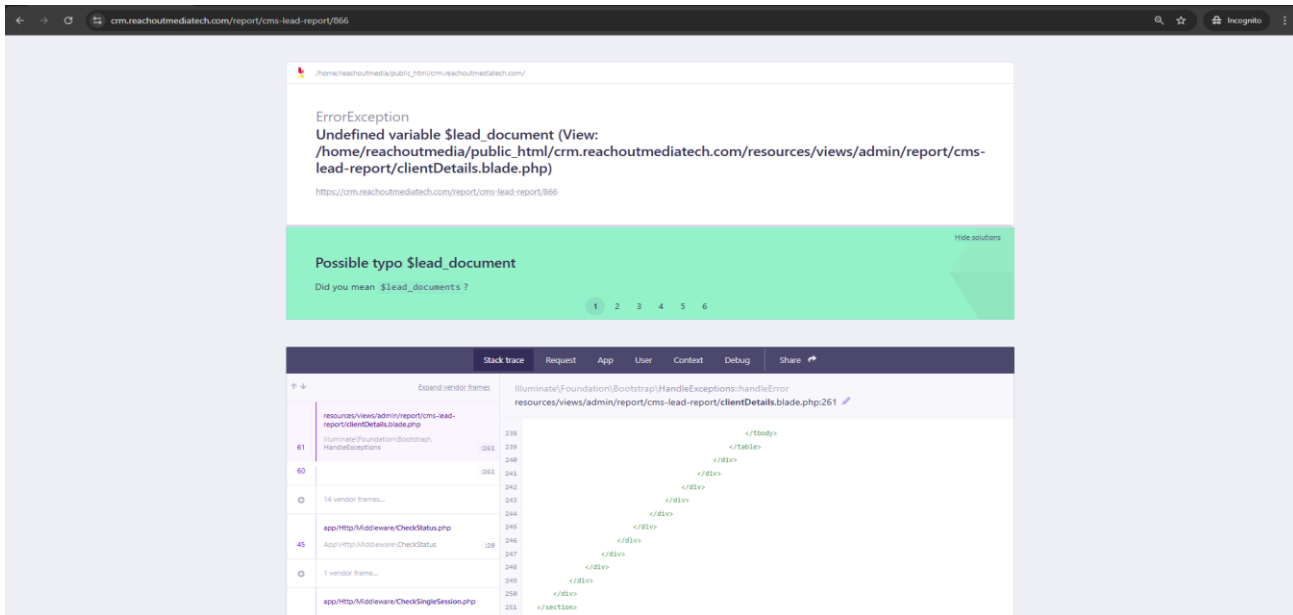 crm.reachoutmediatech.com/report/cms-lead-report/866
Incognito
/home/reachoutmedia/public_html/crm.reachoutmediatech.com/
ErrorException
Undefined variable $lead_document (View:
/home/reachoutmedia/public_html/crm.reachoutmediatech.com/resources/views/admin/report/cms-
lead-report/clientDetails.blade.php)
https://crm.reachoutmediatech.com/report/cms-lead-report/866
Hide solutions
Possible typo $lead_document
Did you mean $lead_documents ?
1 2 3 4 5 6
Stack trace Request App User Context Debug Share
Expand vendor frames
resources/views/admin/report/cms-lead-
report/clientDetails.blade.php
Illuminate\Foundation\Bootstrap\
61 HandleExceptions :261
60 :261
14 vendor frames...
app/Http/Middleware/CheckStatus.php
45 App\Http\Middleware\CheckStatus :20
1 vendor frame...
app/Http/Middleware/CheckSingleSession.php
Illuminate\Foundation\Bootstrap\HandleExceptions::handleError
resources/views/admin/report/cms-lead-report/clientDetails.blade.php:261
238 </tbody>
239 </table>
240 </div>
241 </div>
242 </div>
243 </div>
244 </div>
245 </div>
246 </div>
247 </div>
248 </div>
249 </div>
250 </div>
251 </section>